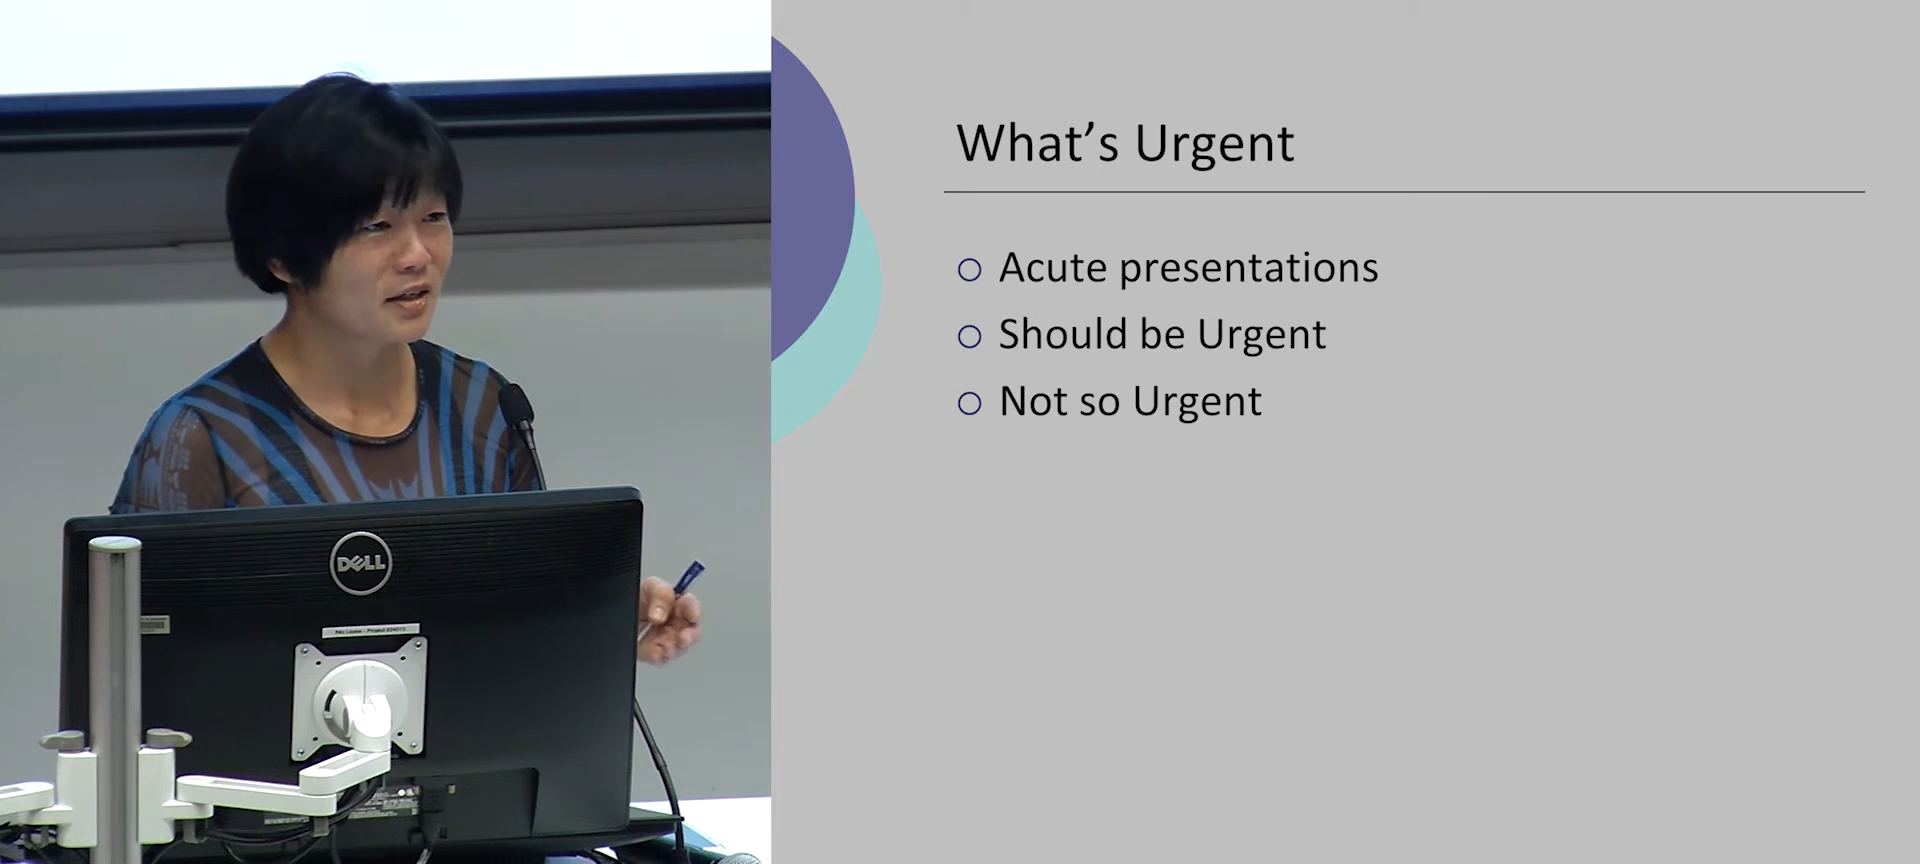 What's Urgent
Acute presentations
Should be Urgent
Not so Urgent
DELL